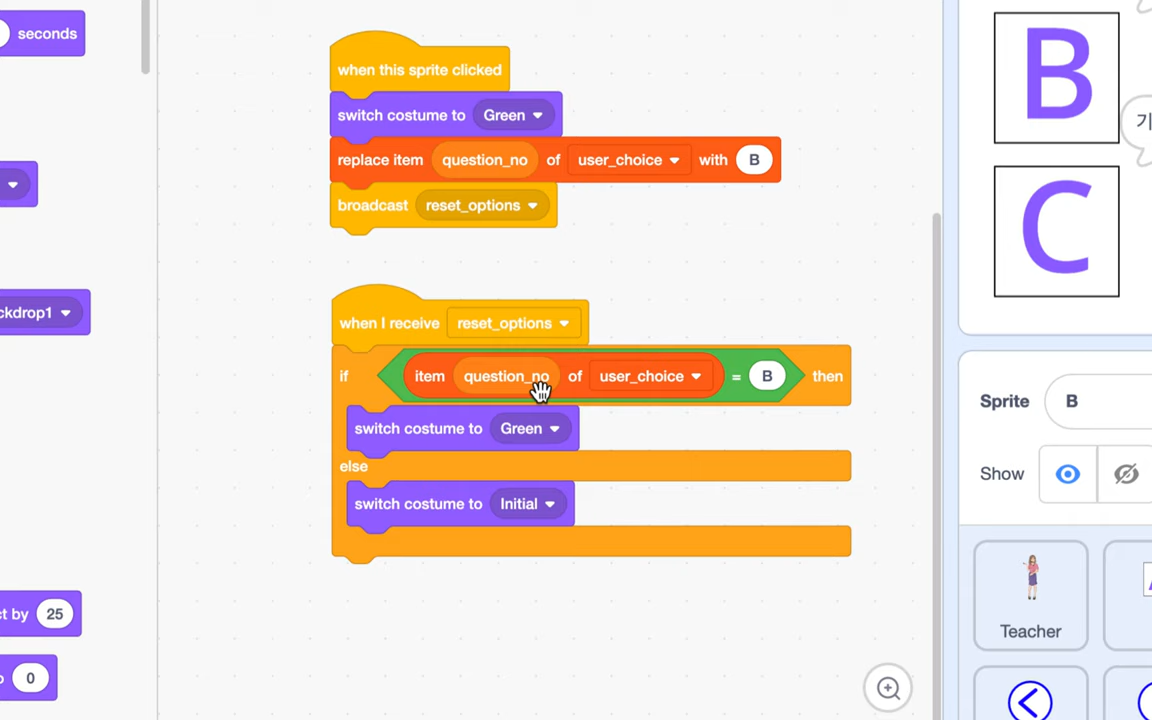 seconds
ckdrop1
ct by 25
0
when this sprite clicked
switch costume to Green
replace item question_no of user_choice with B
broadcast reset_options
when I receive reset_options
if item question_no of user_choice = B then
switch costume to Green
else
switch costume to Initial
B
기
C
Sprite B
Show
Teacher